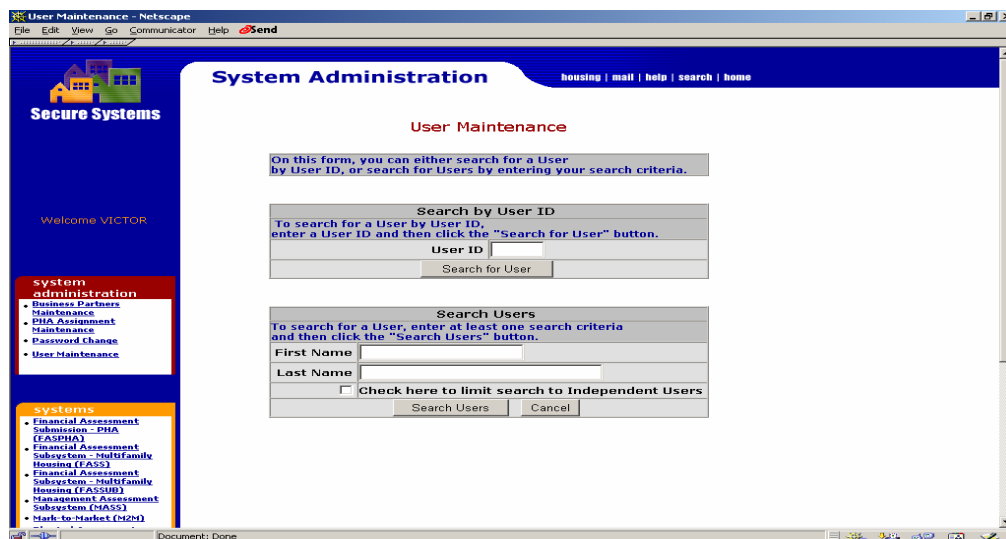 User Maintenance - Netscape
File Edit View Go Communicator Help Send
Secure Systems
System Administration
housing | mail | help | search | home
User Maintenance
On this form, you can either search for a User
by User ID, or search for Users by entering your search criteria.
Welcome VICTOR
Search by User ID
To search for a User by User ID,
enter a User ID and then click the "Search for User" button.
User ID
Search for User
system
administration
Business Partners
Maintenance
PHA Assignment
Maintenance
Password Change
User Maintenance
Search Users
To search for a User, enter at least one search criteria
and then click the "Search Users" button.
First Name
Last Name
Check here to limit search to Independent Users
Search Users Cancel
systems
Financial Assessment
Submission - PHA
(FASPHA)
Financial Assessment
Subsystem - Multifamily
Housing (FASS)
Financial Assessment
Subsystem - Multifamily
Housing (FASSUB)
Management Assessment
Subsystem (MASS)
Mark-to-Market (M2M)
Document: Done